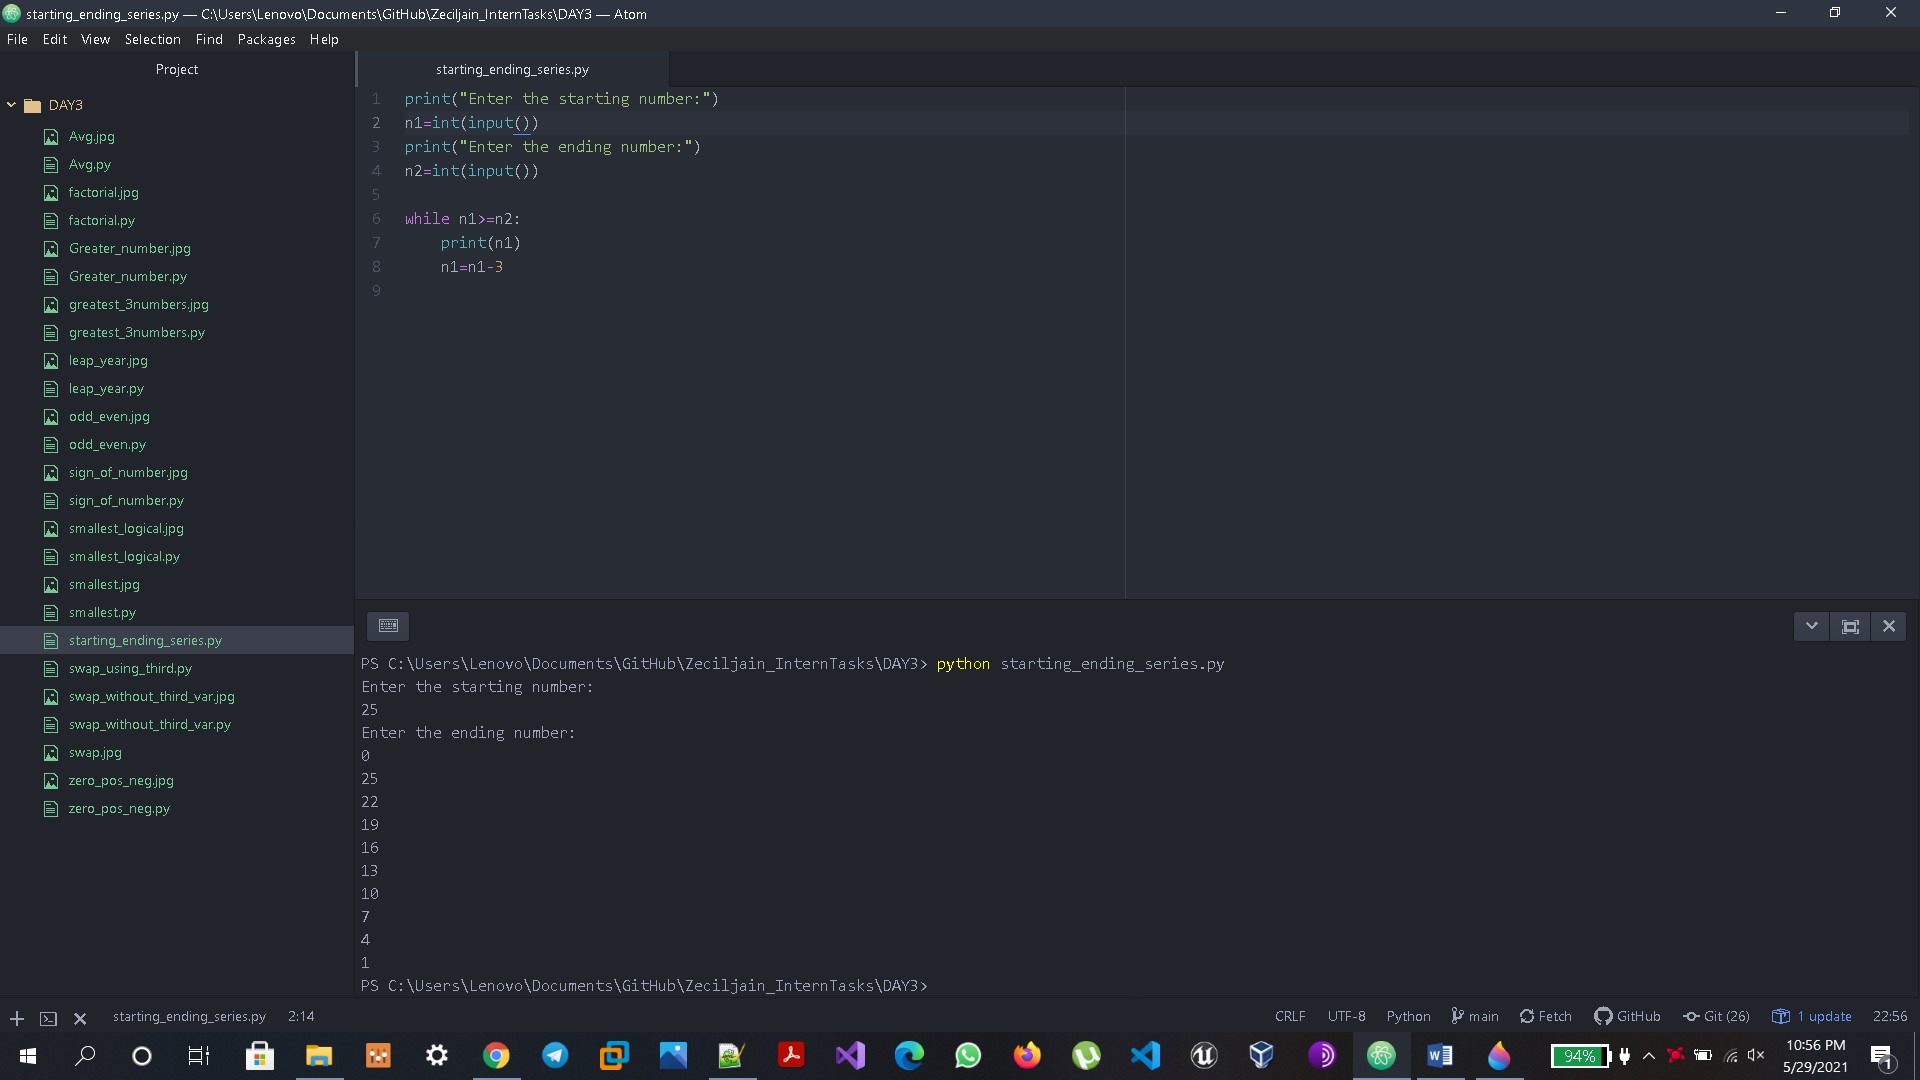 starting_ending_series.py — C:\Users\Lenovo\Documents\GitHub\Zeciljain_InternTasks\DAY3 — Atom
File Edit View Selection Find Packages Help
Project
DAY3
Avg.jpg
Avg.py
factorial.jpg
factorial.py
Greater_number.jpg
Greater_number.py
greatest_3numbers.jpg
greatest_3numbers.py
leap_year.jpg
leap_year.py
odd_even.jpg
odd_even.py
sign_of_number.jpg
sign_of_number.py
smallest_logical.jpg
smallest_logical.py
smallest.jpg
smallest.py
starting_ending_series.py
swap_using_third.py
swap_without_third_var.jpg
swap_without_third_var.py
swap.jpg
zero_pos_neg.jpg
zero_pos_neg.py
starting_ending_series.py
1 print("Enter the starting number:")
2 n1=int(input())
3 print("Enter the ending number:")
4 n2=int(input())
5
6 while n1>=n2:
7     print(n1)
8     n1=n1-3
9
PS C:\Users\Lenovo\Documents\GitHub\Zeciljain_InternTasks\DAY3> python starting_ending_series.py
Enter the starting number:
25
Enter the ending number:
0
25
22
19
16
13
10
7
4
1
PS C:\Users\Lenovo\Documents\GitHub\Zeciljain_InternTasks\DAY3>
starting_ending_series.py 2:14 CRLF UTF-8 Python main Fetch GitHub Git (26) 1 update 22:56
94% 10:56 PM
5/29/2021
1